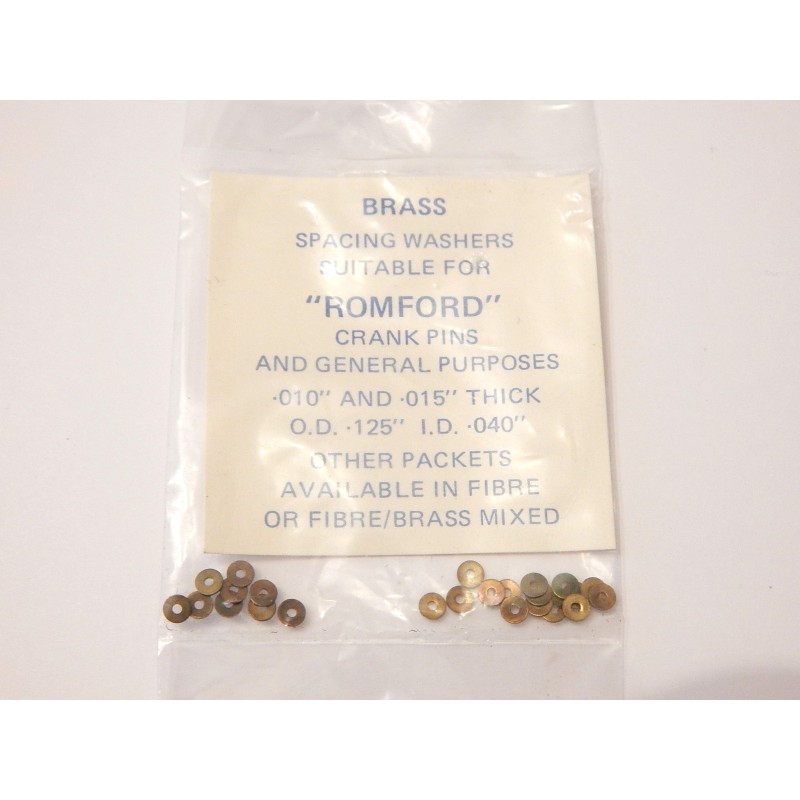 BRASS
SPACING WASHERS
SUITABLE FOR
"ROMFORD"
CRANK PINS
AND GENERAL PURPOSES
·010" AND ·015" THICK
O.D. ·125" I.D. ·040"
OTHER PACKETS
AVAILABLE IN FIBRE
OR FIBRE/BRASS MIXED